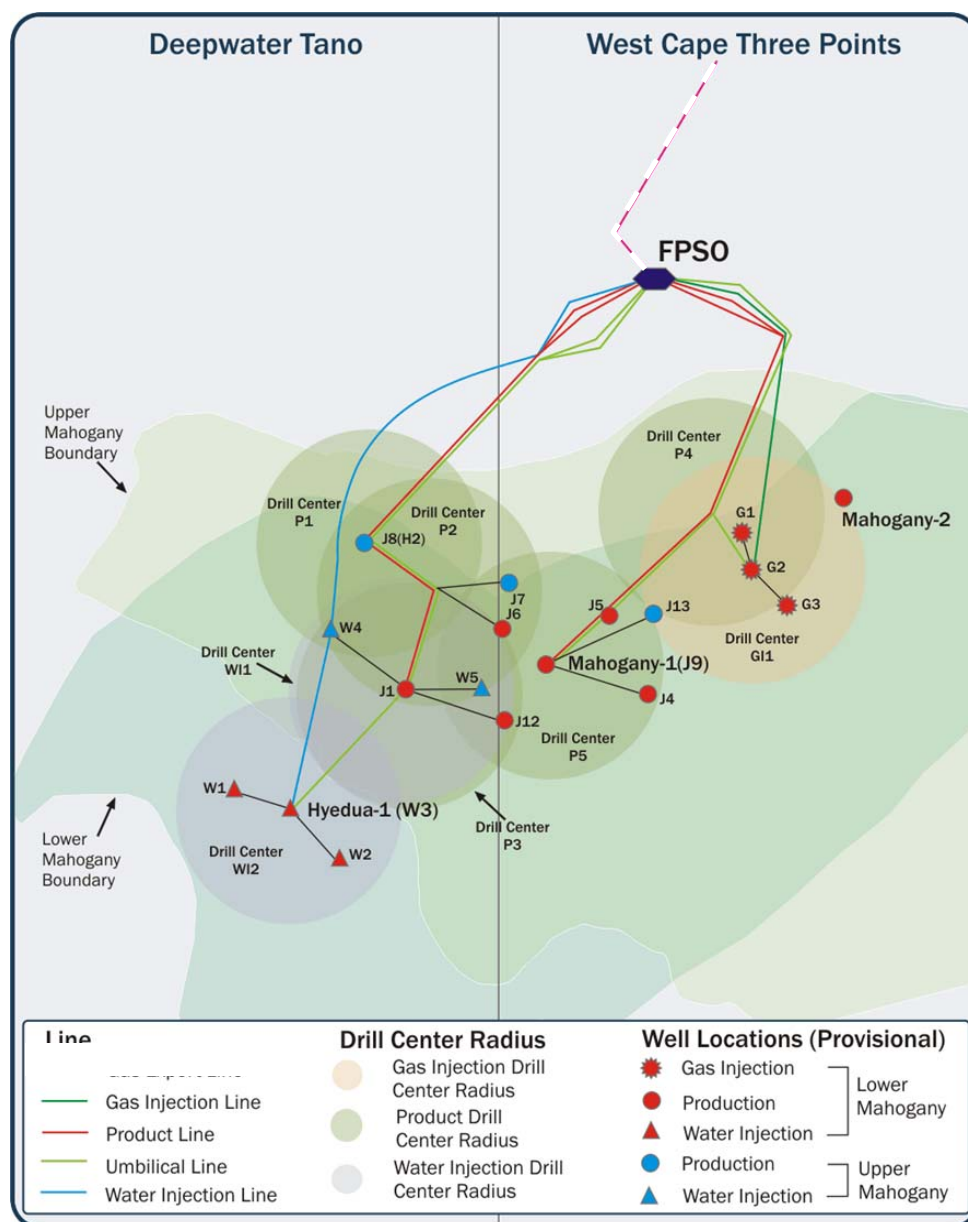 Deepwater Tano
West Cape Three Points
FPSO
Upper
Mahogany
Boundary
Drill Center
P4
Drill Center
P1
Drill Center
P2
G1
Mahogany-2
J8(H2)
G2
J7
J5
J13
G3
J6
W4
Drill Center
GI1
Drill Center
WI1
Mahogany-1(J9)
W5
J1
J4
J12
Drill Center
P5
W1
Hyedua-1 (W3)
Drill Center
P3
Lower
Mahogany
Boundary
Drill Center
WI2
W2
Line
Gas Injection Line
Product Line
Umbilical Line
Water Injection Line
Drill Center Radius
Gas Injection Drill
Center Radius
Product Drill
Center Radius
Water Injection Drill
Center Radius
Well Locations (Provisional)
Gas Injection
Production
Water Injection
Lower
Mahogany
Production
Water Injection
Upper
Mahogany